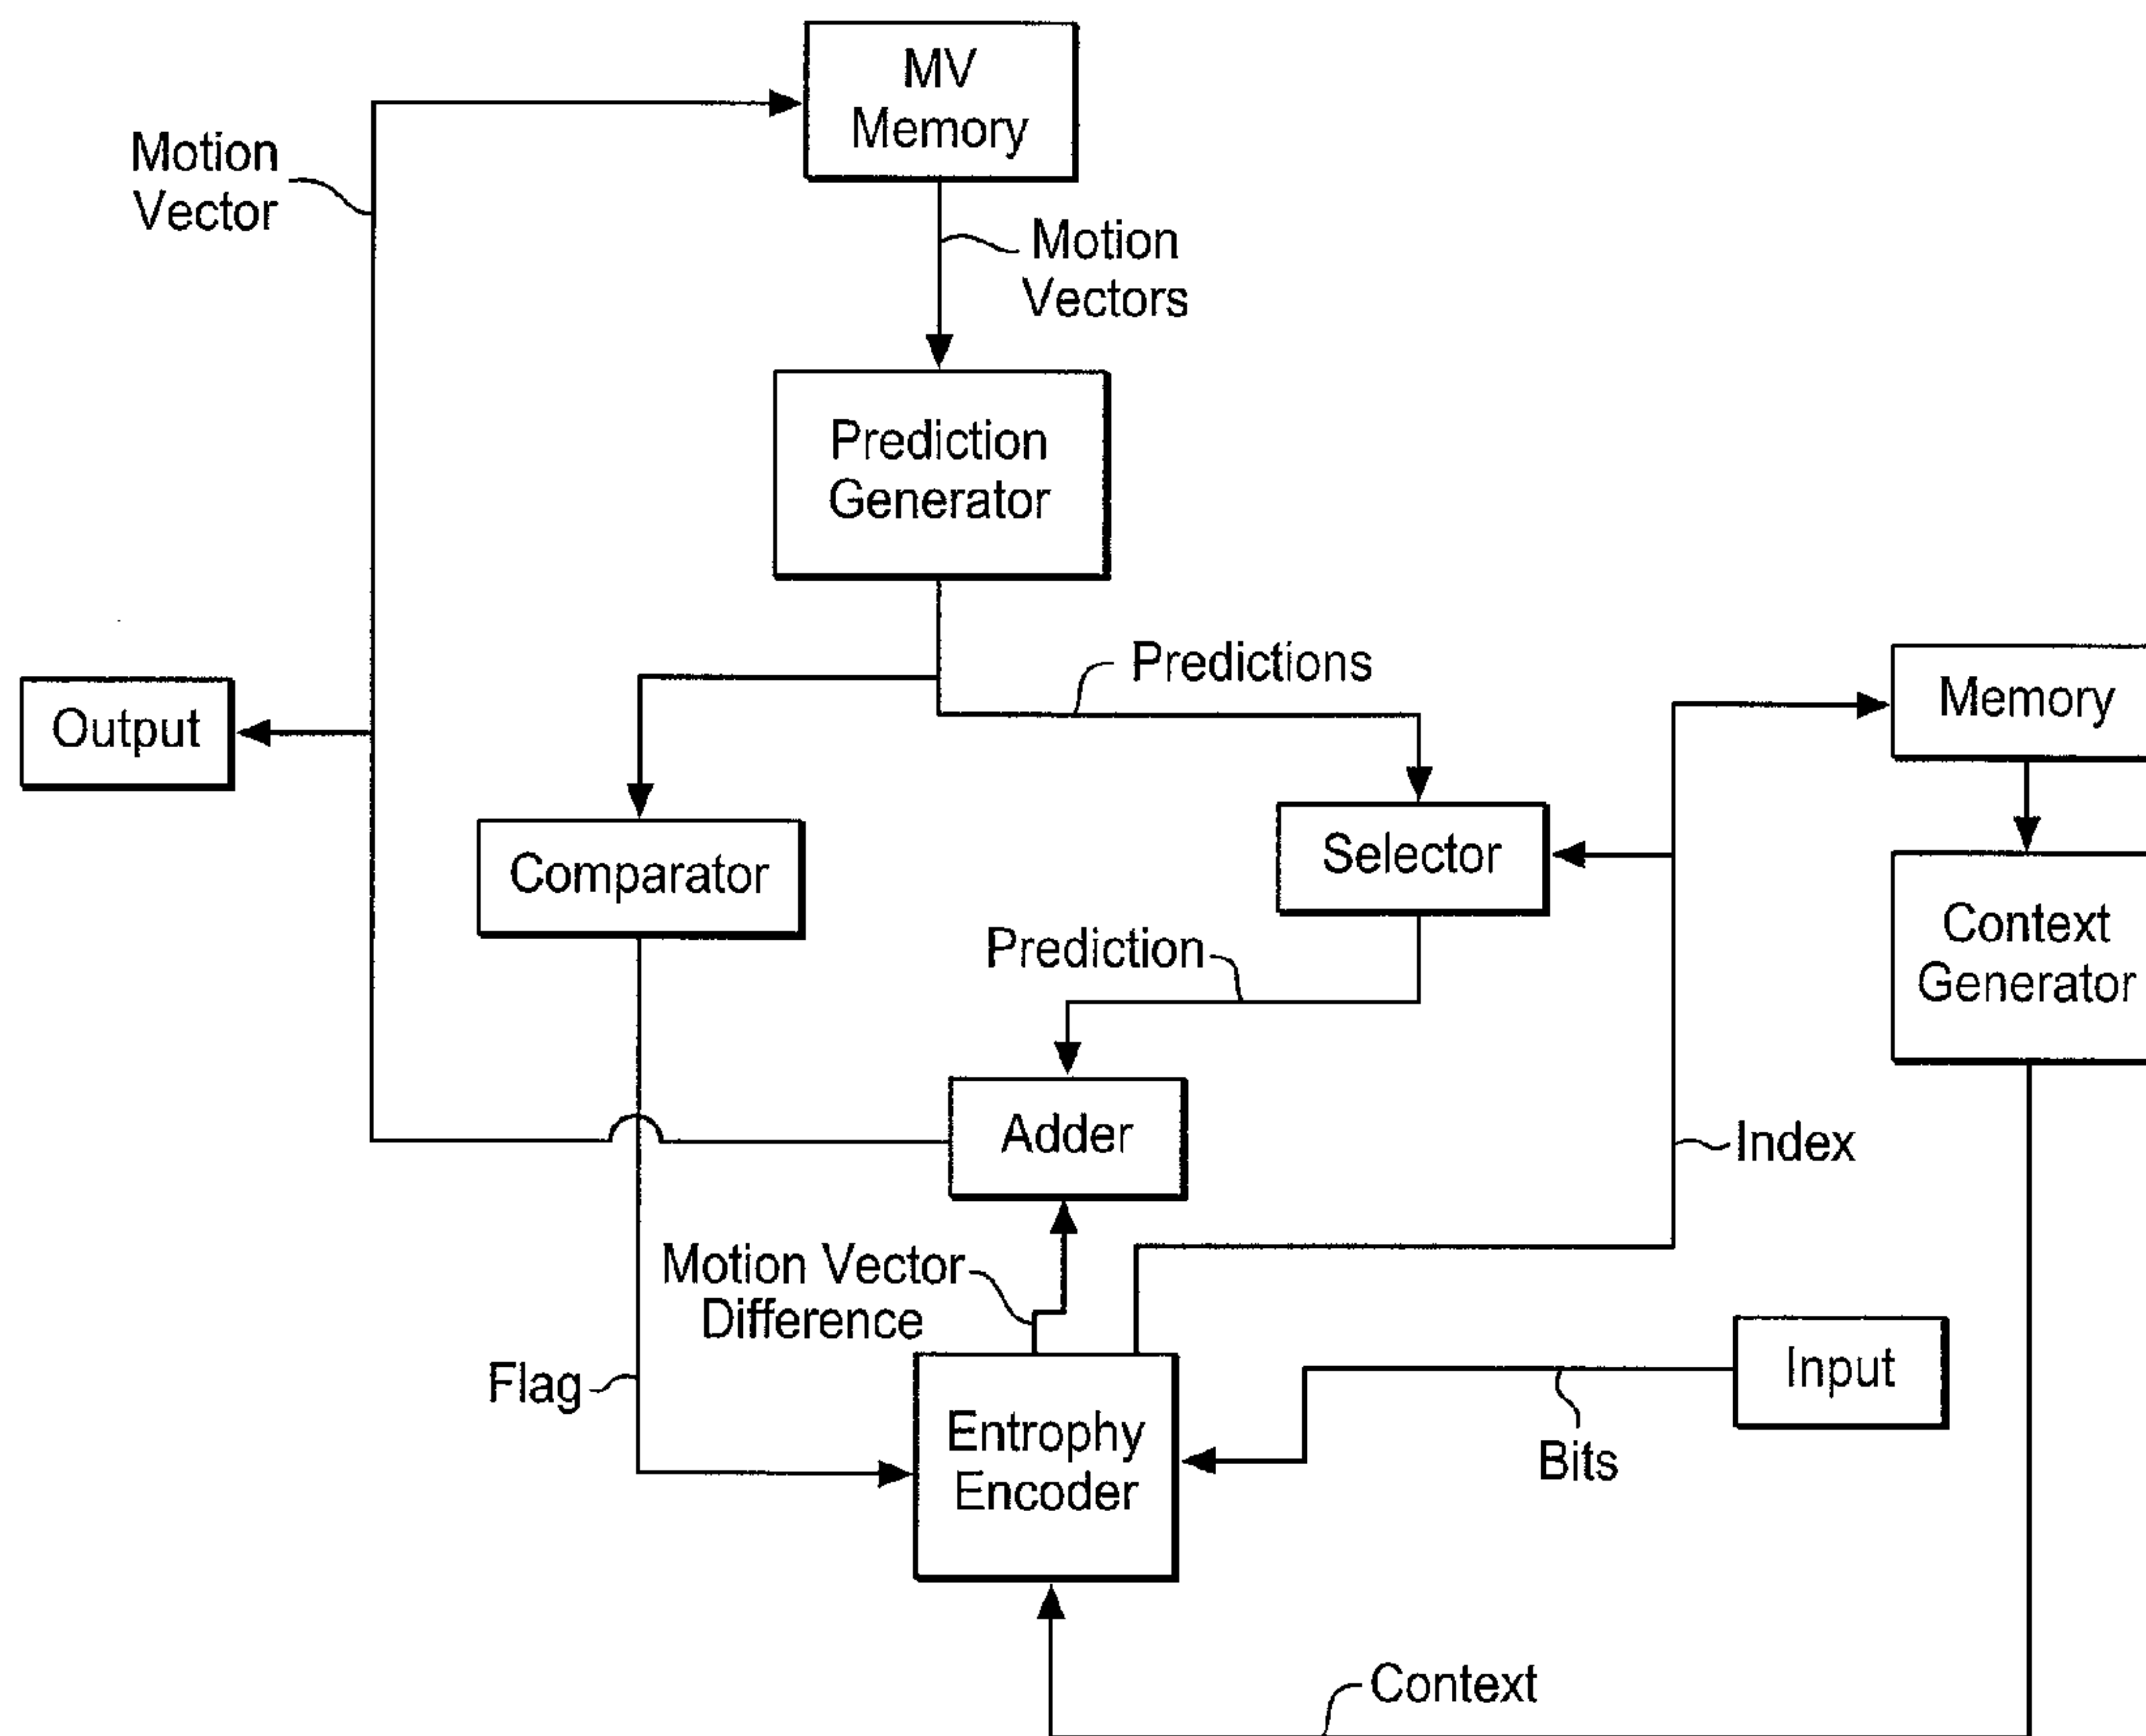 MV
Memory
Motion
Vector
Motion
Vectors
Prediction
Generator
Predictions
Output
Memory
Comparator
Selector
Context
Generator
Prediction
Adder
Index
Motion Vector
Difference
Input
Flag
Entrophy
Encoder
Bits
Context